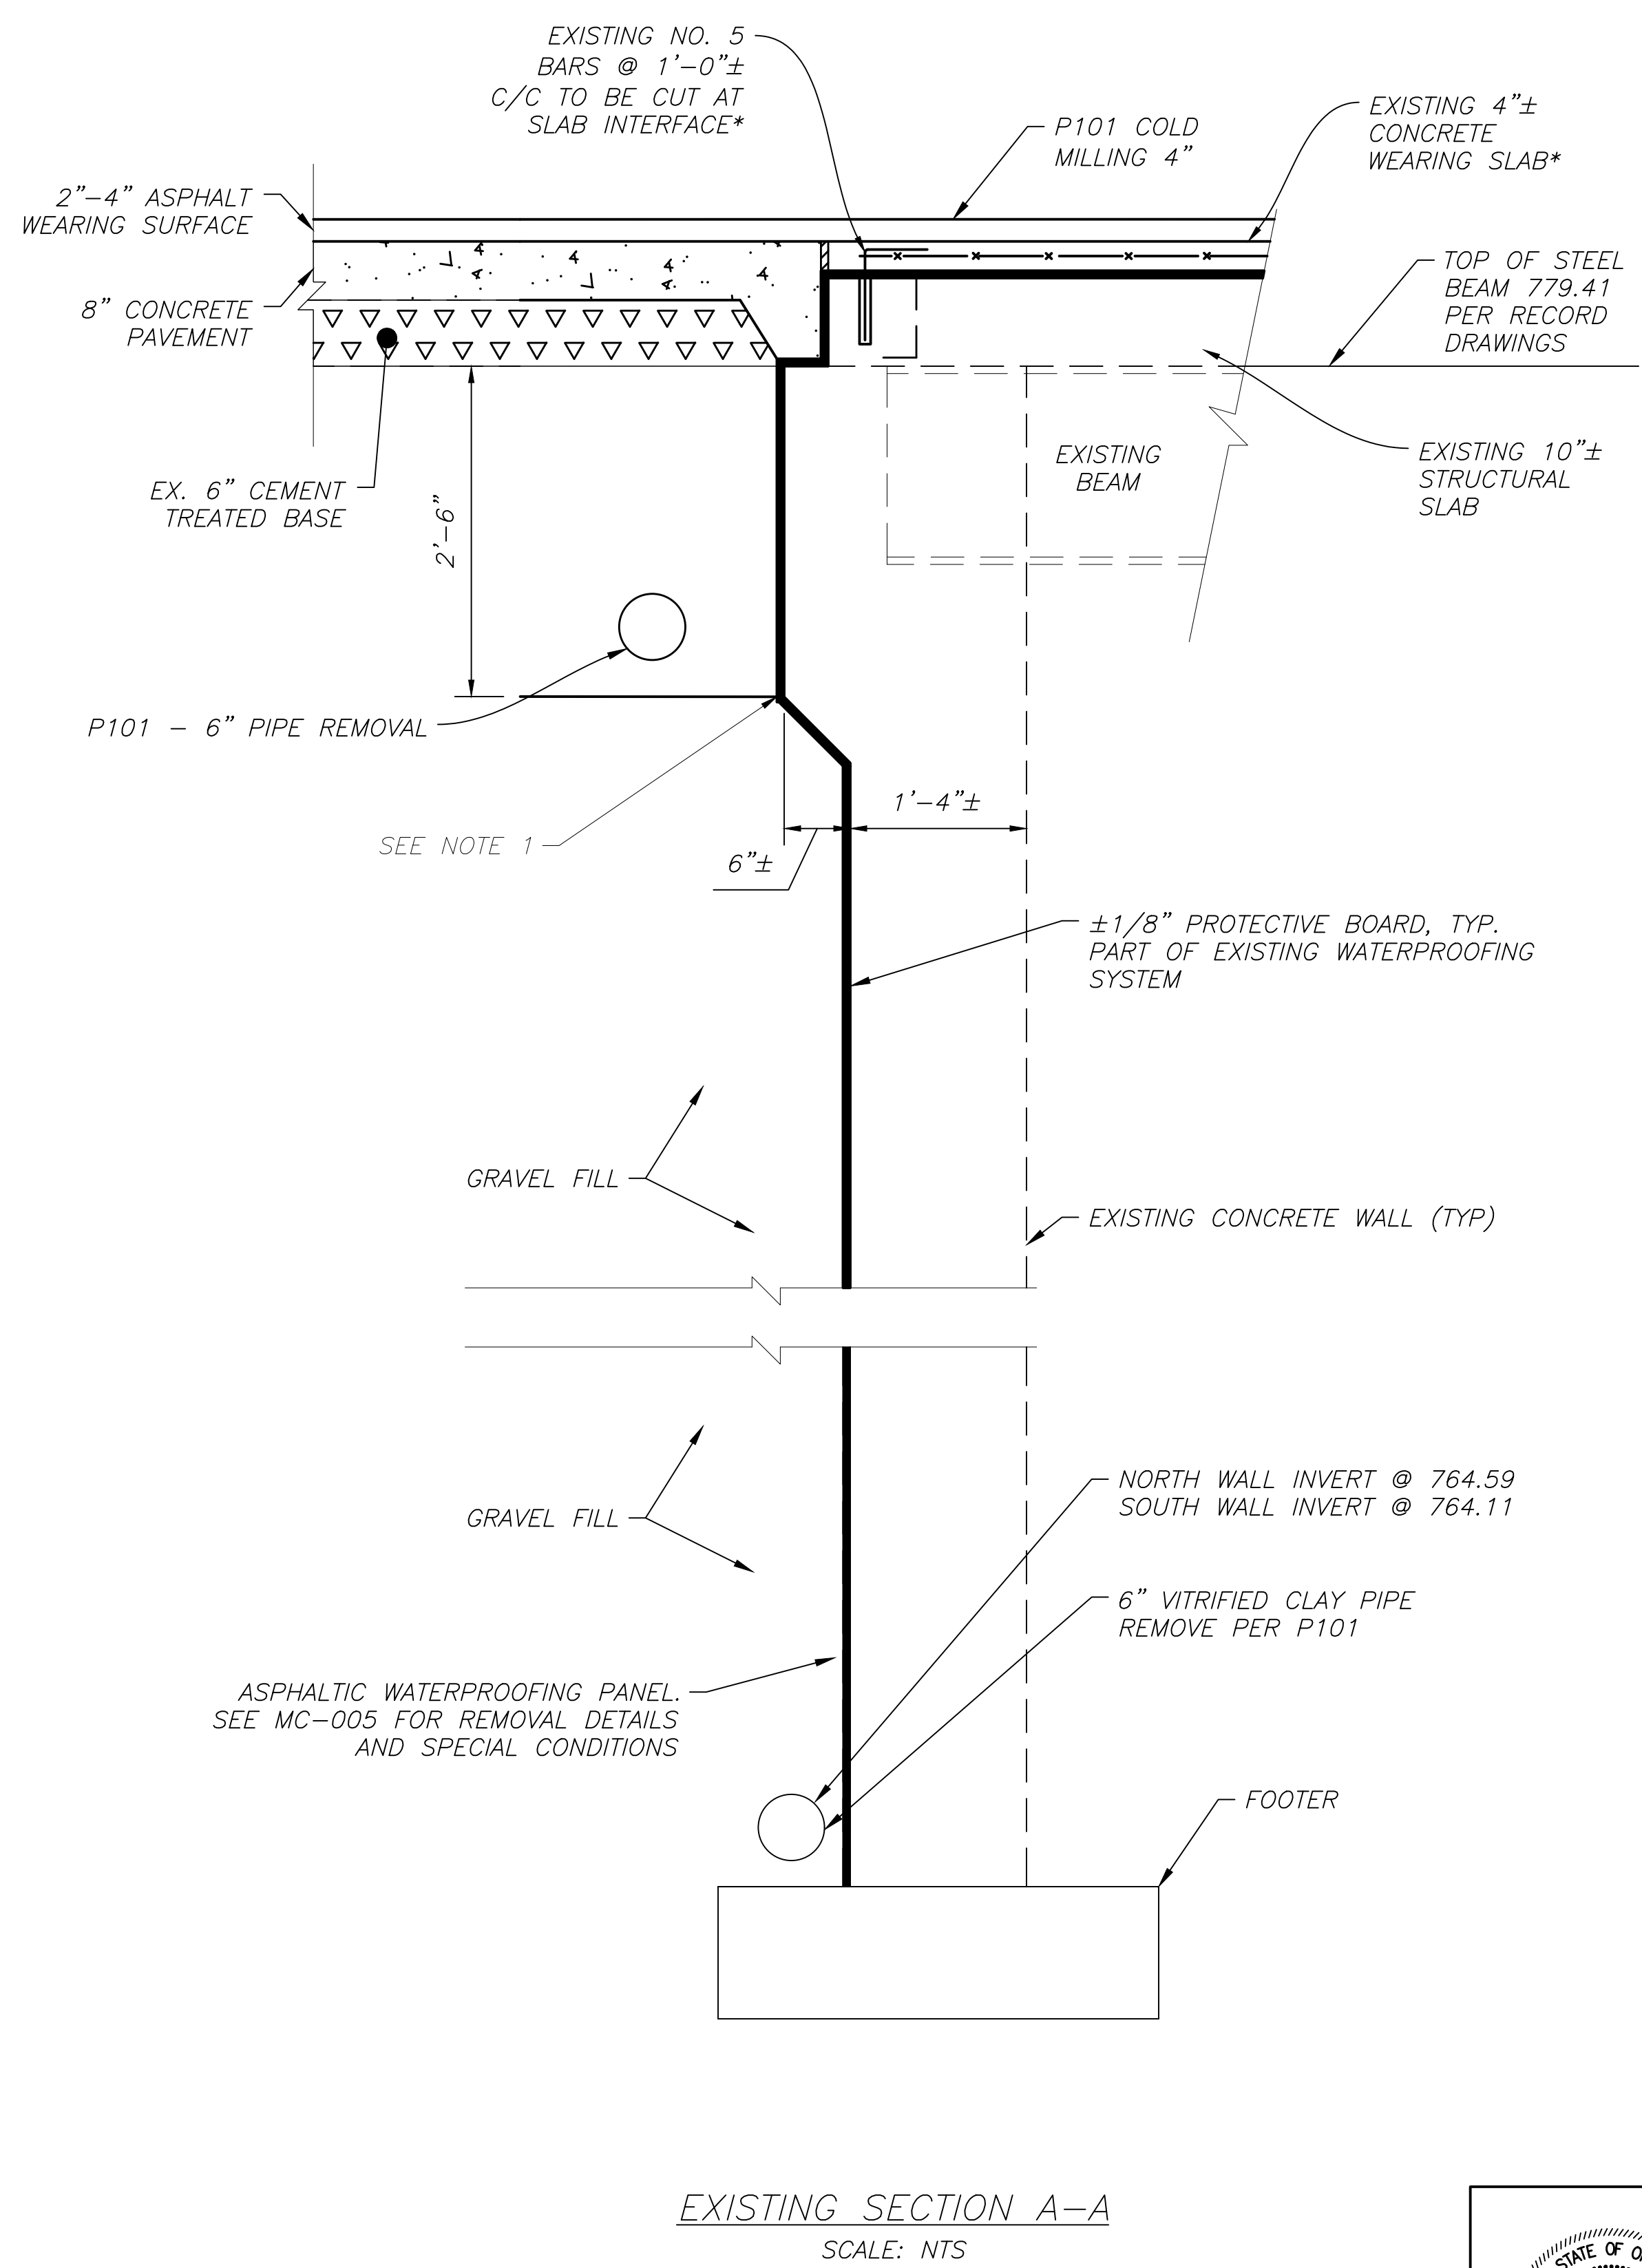 EXISTING NO. 5
BARS @ 1'-0"±
C/C TO BE CUT AT
SLAB INTERFACE*
P101 COLD
MILLING 4"
EXISTING 4"±
CONCRETE
WEARING SLAB*
2"-4" ASPHALT
WEARING SURFACE
8" CONCRETE
PAVEMENT
TOP OF STEEL
BEAM 779.41
PER RECORD
DRAWINGS
EXISTING
BEAM
EXISTING 10"±
STRUCTURAL
SLAB
EX. 6" CEMENT
TREATED BASE
2'-6"
P101 - 6" PIPE REMOVAL
SEE NOTE 1
1'-4"±
6"±
±1/8" PROTECTIVE BOARD, TYP.
PART OF EXISTING WATERPROOFING
SYSTEM
GRAVEL FILL
EXISTING CONCRETE WALL (TYP)
NORTH WALL INVERT @ 764.59
SOUTH WALL INVERT @ 764.11
GRAVEL FILL
6" VITRIFIED CLAY PIPE
REMOVE PER P101
ASPHALTIC WATERPROOFING PANEL.
SEE MC-005 FOR REMOVAL DETAILS
AND SPECIAL CONDITIONS
FOOTER
EXISTING SECTION A-A
SCALE: NTS
STATE OF